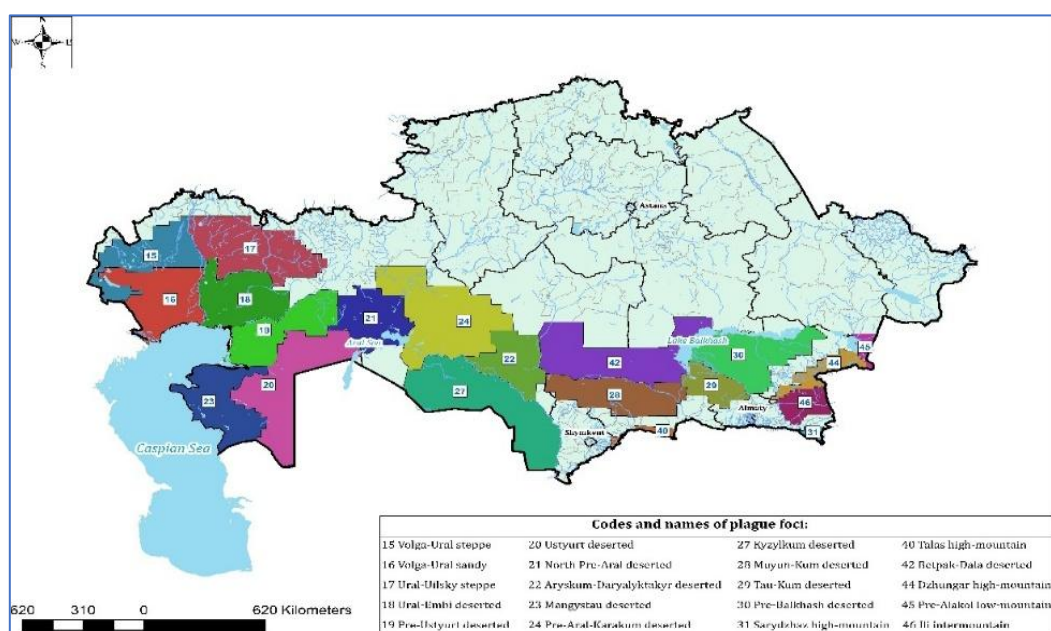 N
W
E
S
Astana
15
17
16
18
19
21
24
20
23
22
27
42
28
29
30
44
45
46
31
40
Aral Sea
Lake Balkhash
Almaty
Shymkent
Caspian Sea
Codes and names of plague foci:
15 Volga-Ural steppe 20 Ustyurt deserted 27 Kyzylkum deserted 40 Talas high-mountain
16 Volga-Ural sandy 21 North Pre-Aral deserted 28 Muyun-Kum deserted 42 Betpak-Dala deserted
17 Ural-Uilsky steppe 22 Aryskum-Daryalyktakyr deserted 29 Tau-Kum deserted 44 Dzhungar high-mountain
18 Ural-Embi deserted 23 Mangystau deserted 30 Pre-Balkhash deserted 45 Pre-Alakol low-mountain
19 Pre-Ustyurt deserted 24 Pre-Aral-Karakum deserted 31 Sarydzhaz high-mountain 46 Ili intermountain
620 310 0 620 Kilometers